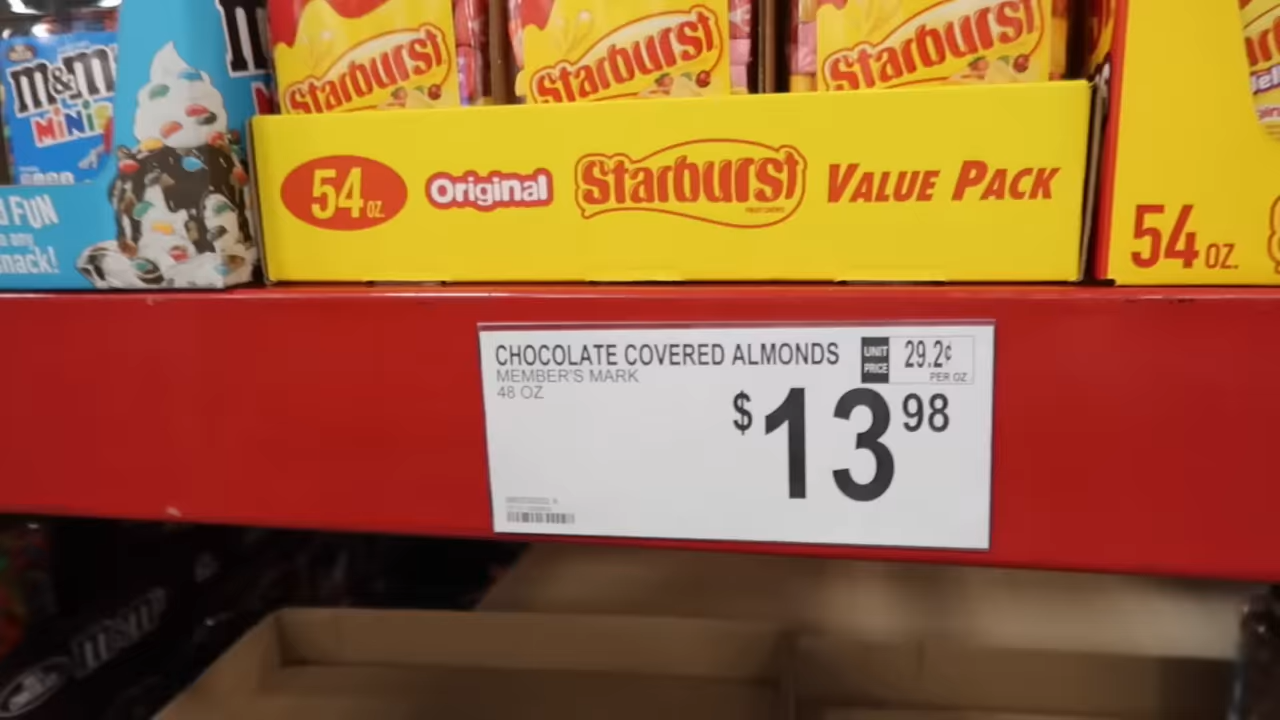 m&m's
MINIS
d FUN
o any
nack!
Starburst
Starburst
Starburst
54 OZ.
Original
Starburst
VALUE PACK
54 OZ.
CHOCOLATE COVERED ALMONDS
MEMBER'S MARK
48 OZ
UNIT PRICE
29.2¢
PER OZ
$13 98
m&m's